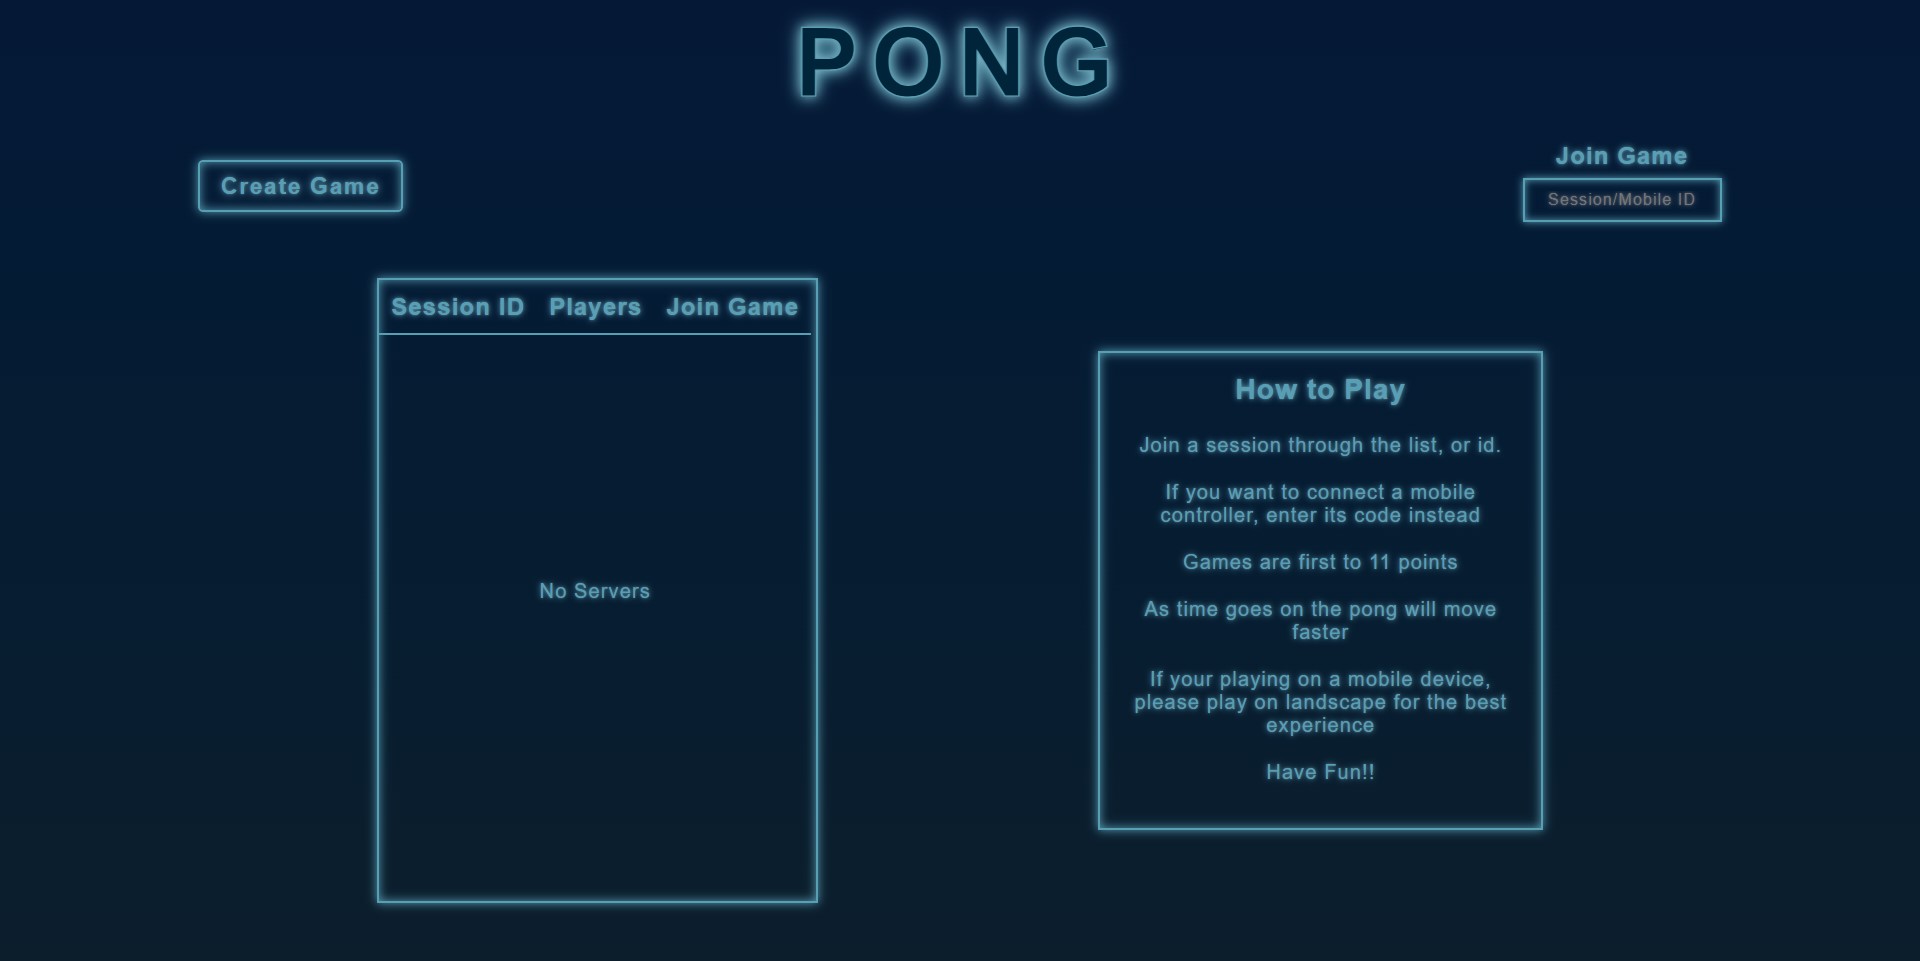 PONG
Create Game
Join Game
Session/Mobile ID
Session ID Players Join Game
No Servers
How to Play
Join a session through the list, or id.
If you want to connect a mobile
controller, enter its code instead
Games are first to 11 points
As time goes on the pong will move
faster
If your playing on a mobile device,
please play on landscape for the best
experience
Have Fun!!